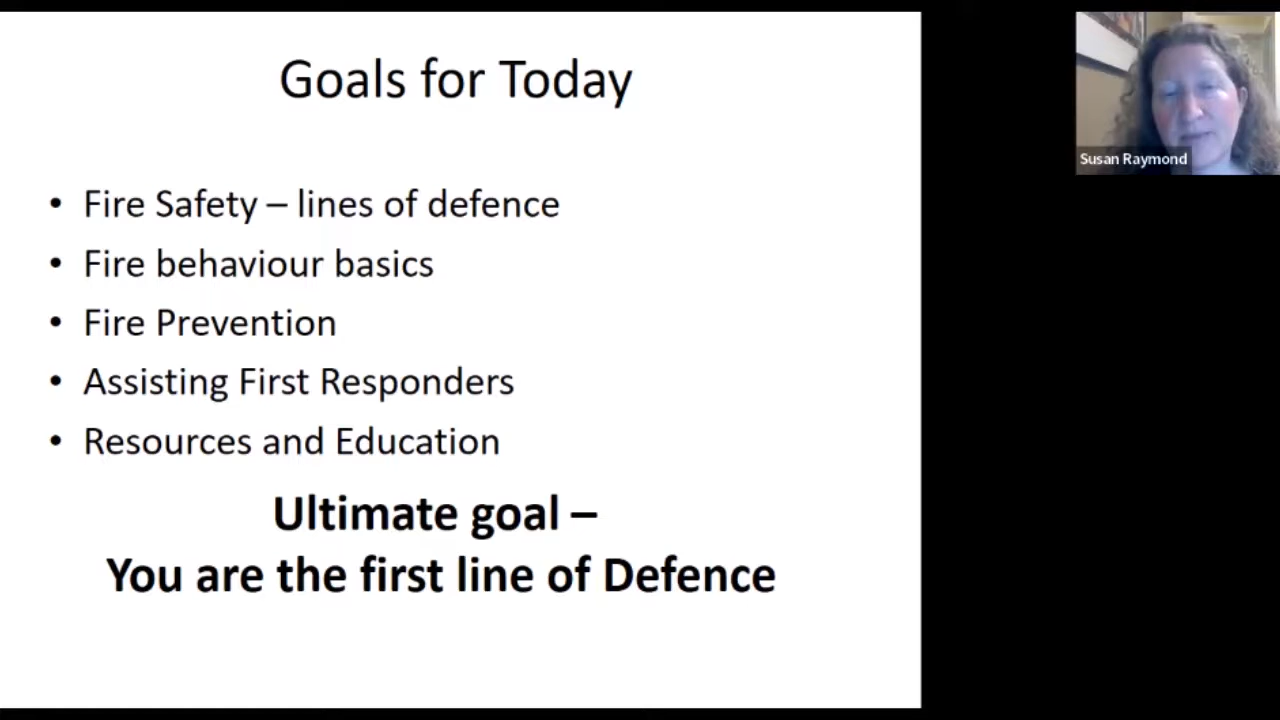 Goals for Today
• Fire Safety – lines of defence
• Fire behaviour basics
• Fire Prevention
• Assisting First Responders
• Resources and Education
Ultimate goal –
You are the first line of Defence
Susan Raymond